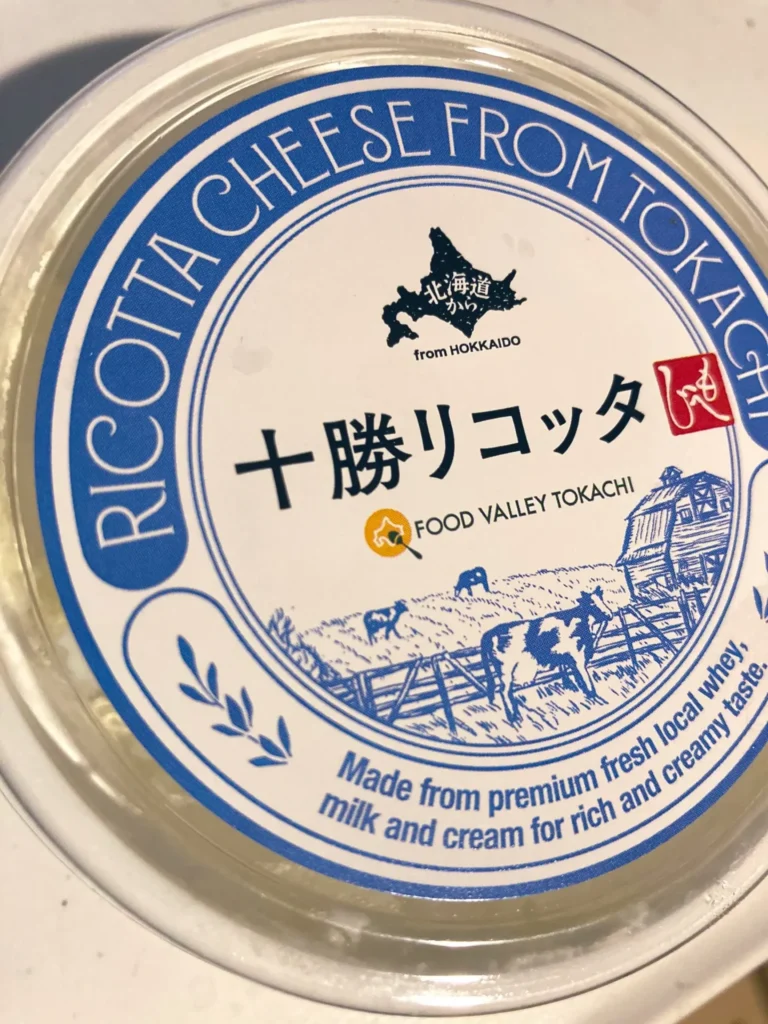 RICOTTA CHEESE FROM TOKACHI
北海道
から
from HOKKAIDO
十勝リコッタ
FOOD VALLEY TOKACHI
Made from premium fresh local whey,
milk and cream for rich and creamy taste.